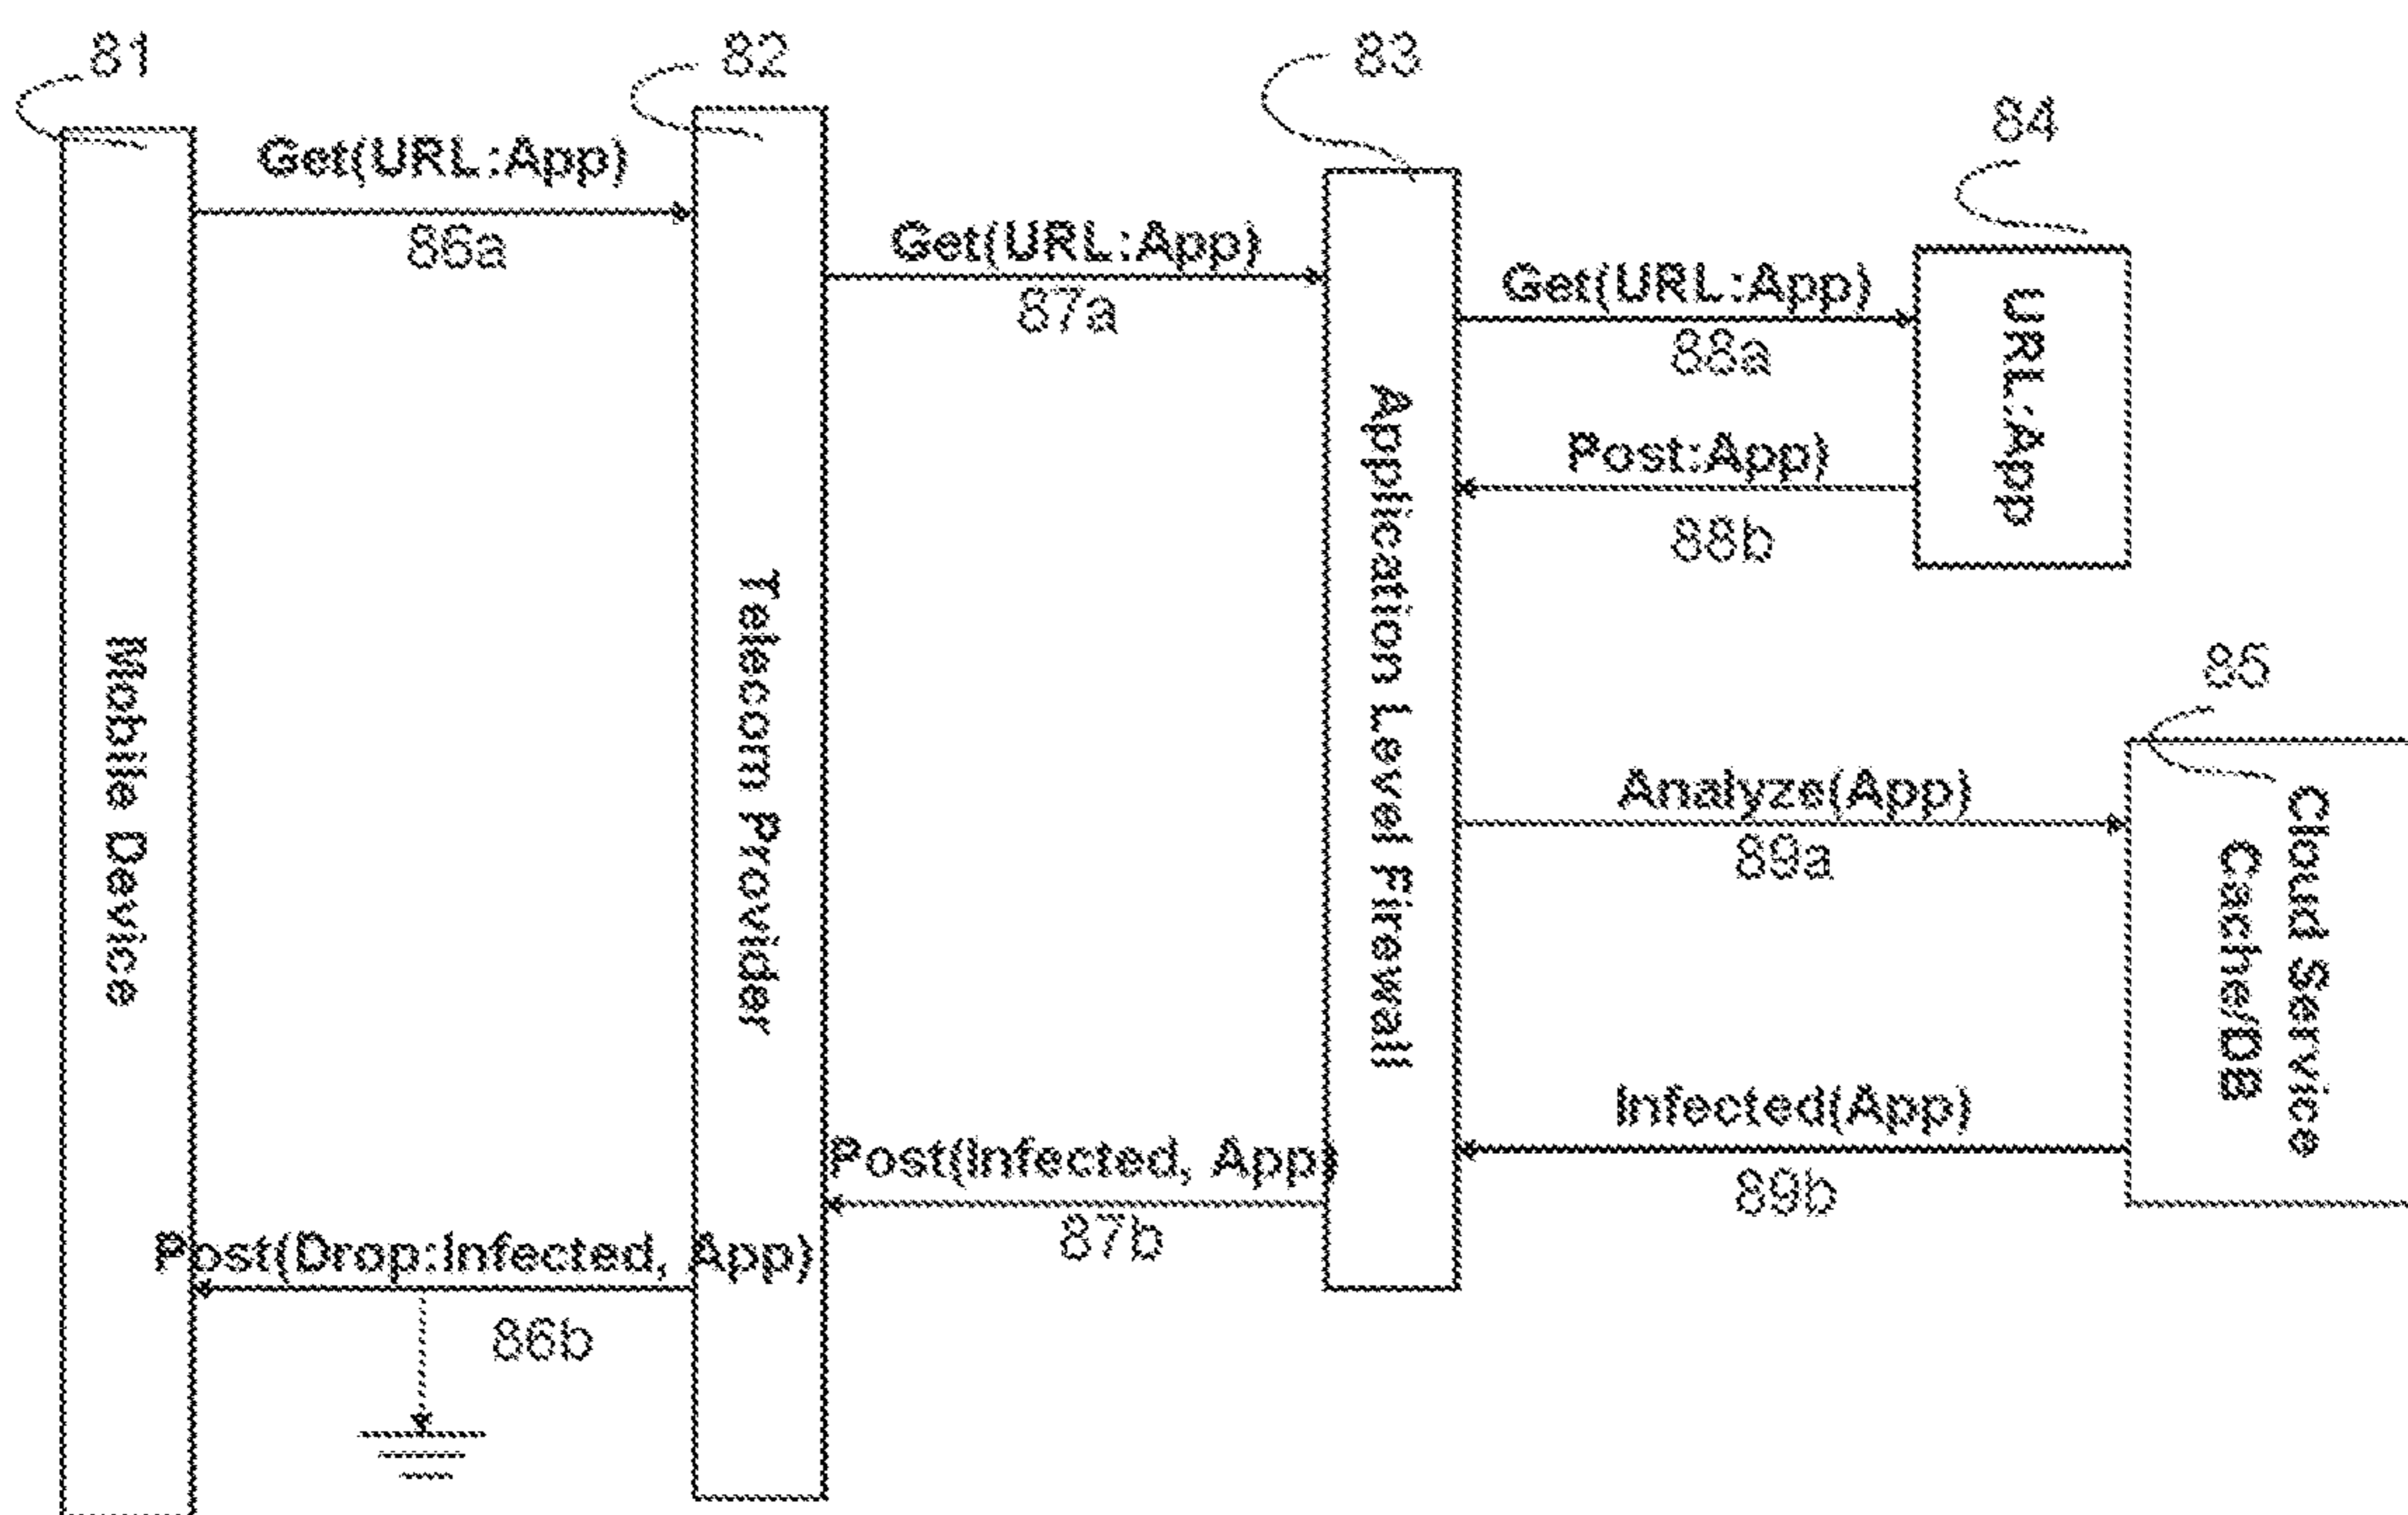 81
82
83
84
Get(URL:App)
86a
Get(URL:App)
87a
Get(URL:App)
88a
Post:App)
88b
URL:App
85
Mobile Device
Telecom Provider
Application Level Firewall
Analyze(App)
89a
Cloud Service
Cache/DB
Infected(App)
89b
Post(Infected, App)
87b
Post(Drop:Infected, App)
86b